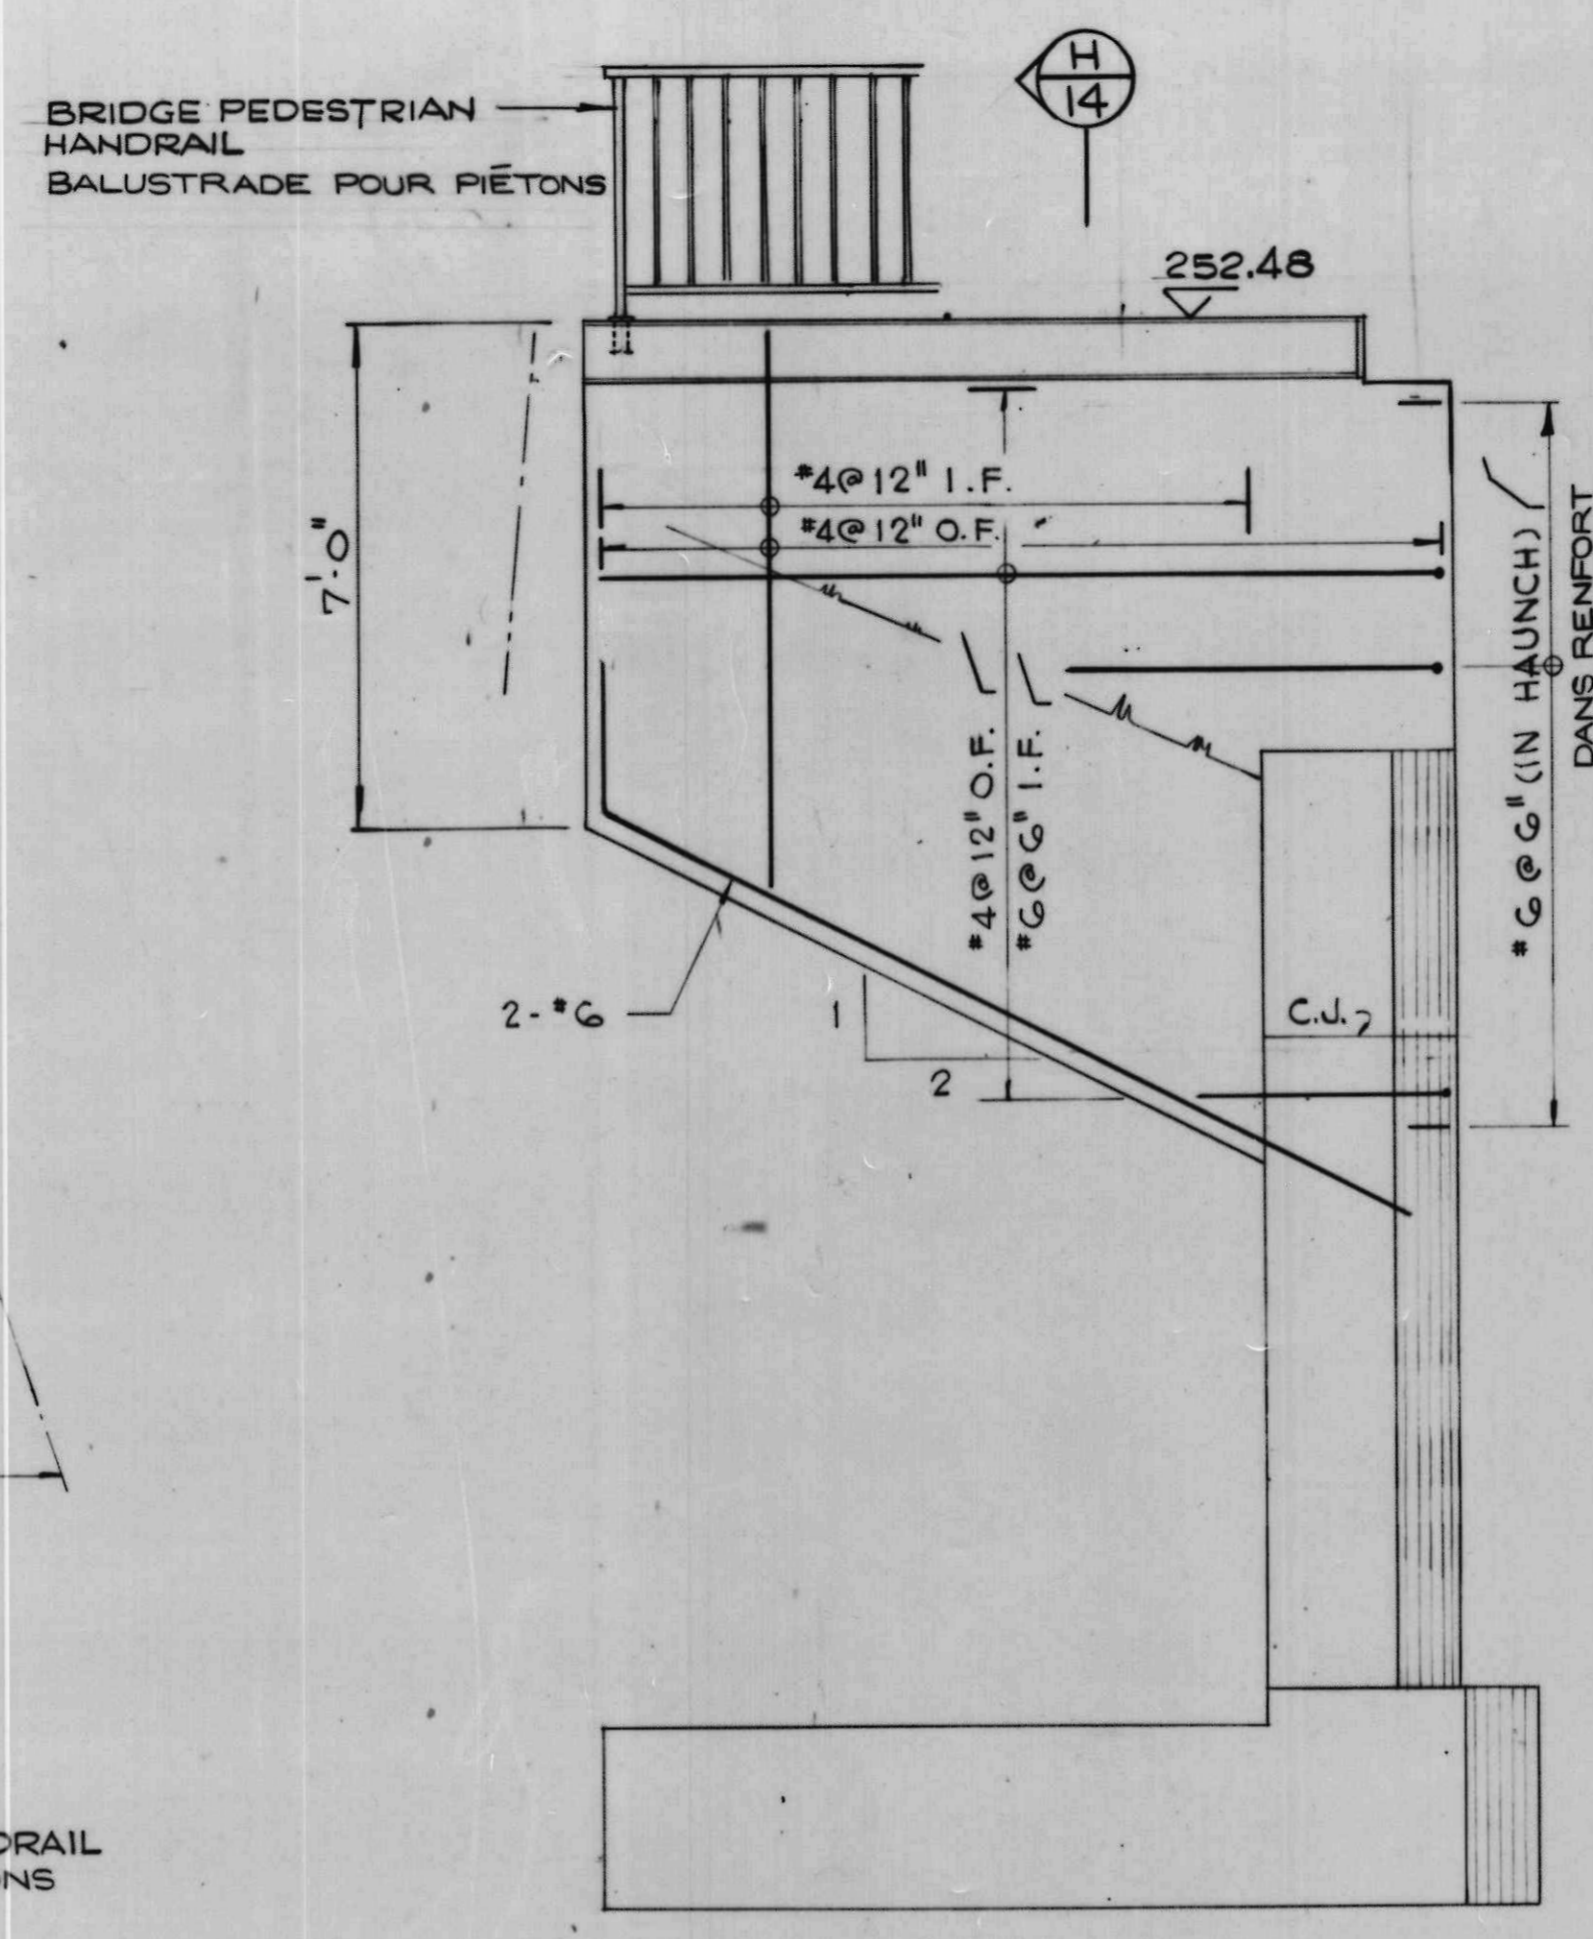 H
14
BRIDGE PEDESTRIAN
HANDRAIL
BALUSTRADE POUR PIÉTONS
252.48
#4@12" I.F.
#4@12" O.F.
7'-0"
#4@12" O.F.
#6@6" I.F.
#6@6" (IN HAUNCH)
DANS RENFORT
2-#6
1
2
C.J.
DRAIL
ONS